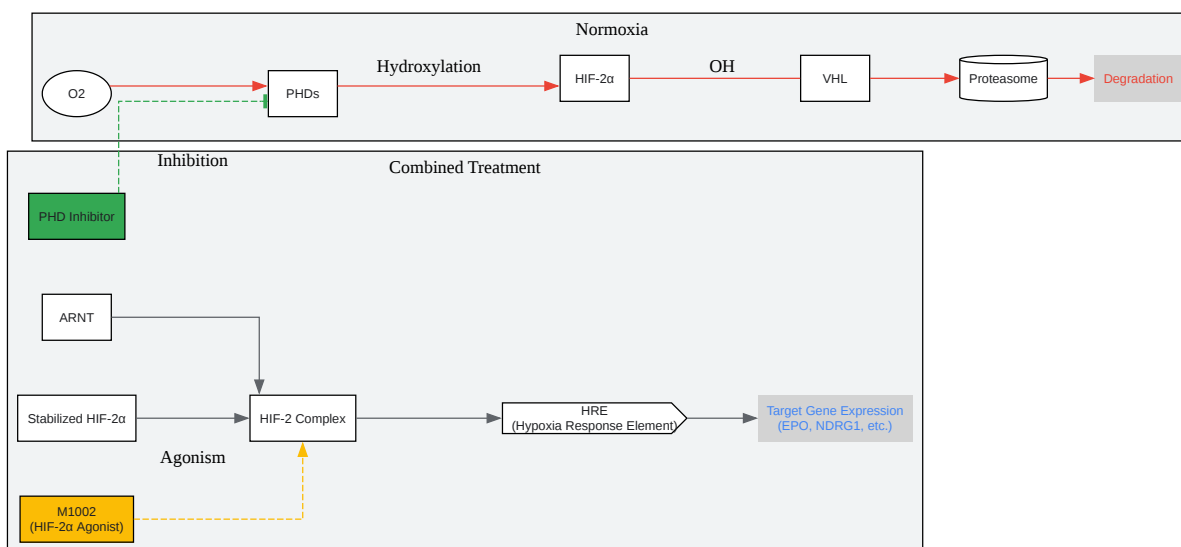 Normoxia
Hydroxylation
OH
O2
PHDs
HIF-2α
VHL
Proteasome
Degradation
Inhibition
Combined Treatment
PHD Inhibitor
ARNT
Stabilized HIF-2α
HIF-2 Complex
HRE
(Hypoxia Response Element)
Target Gene Expression
(EPO, NDRG1, etc.)
Agonism
M1002
(HIF-2α Agonist)